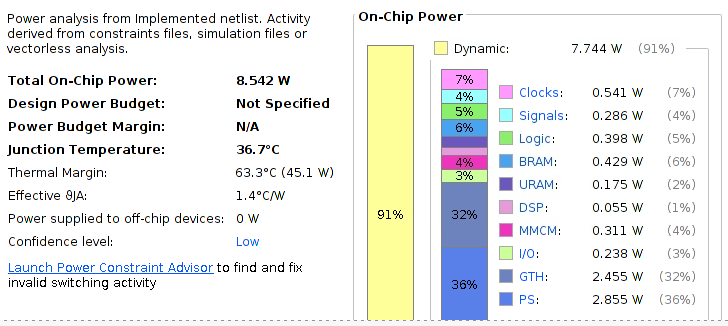 Power analysis from Implemented netlist. Activity
derived from constraints files, simulation files or
vectorless analysis.
Total On-Chip Power: 8.542 W
Design Power Budget: Not Specified
Power Budget Margin: N/A
Junction Temperature: 36.7°C
Thermal Margin: 63.3°C (45.1 W)
Effective ϑJA: 1.4°C/W
Power supplied to off-chip devices: 0 W
Confidence level: Low
Launch Power Constraint Advisor to find and fix
invalid switching activity
On-Chip Power
91%
Dynamic: 7.744 W (91%)
7%
4%
5%
6%
4%
3%
32%
36%
Clocks: 0.541 W (7%)
Signals: 0.286 W (4%)
Logic: 0.398 W (5%)
BRAM: 0.429 W (6%)
URAM: 0.175 W (2%)
DSP: 0.055 W (1%)
MMCM: 0.311 W (4%)
I/O: 0.238 W (3%)
GTH: 2.455 W (32%)
PS: 2.855 W (36%)